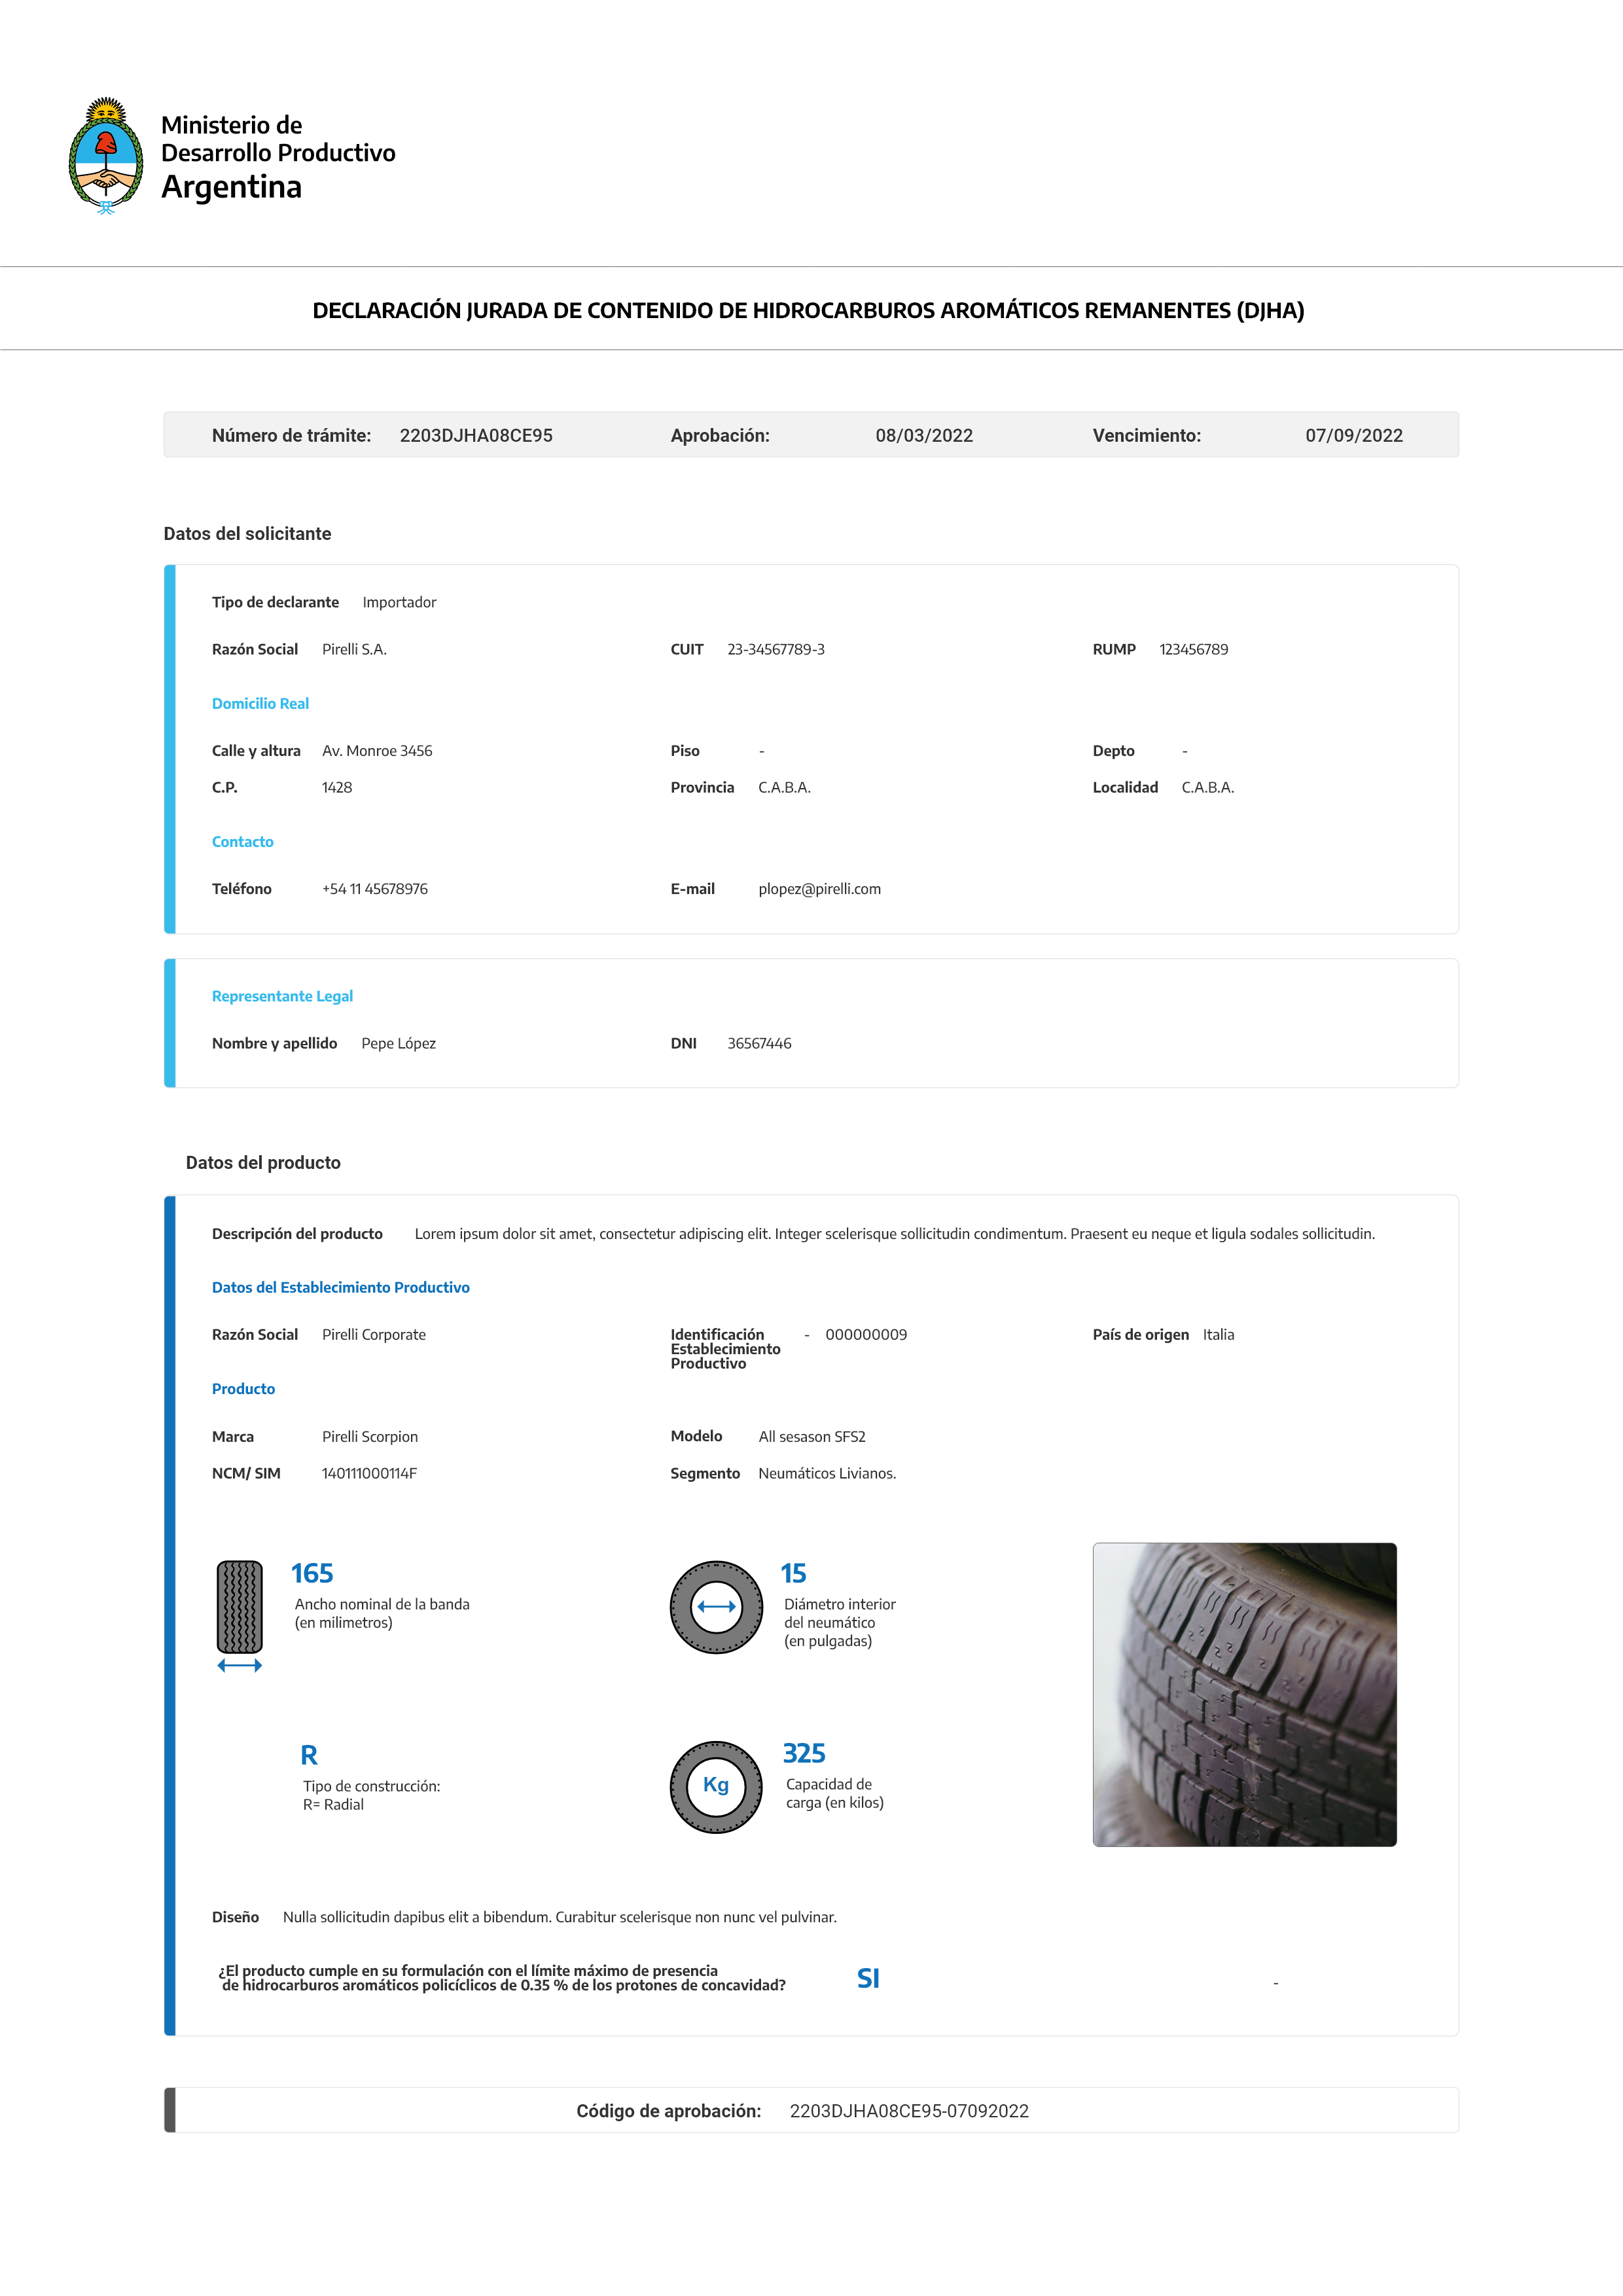 Ministerio de
Desarrollo Productivo
Argentina
DECLARACIÓN JURADA DE CONTENIDO DE HIDROCARBUROS AROMÁTICOS REMANENTES (DJHA)
Número de trámite: 2203DJHA08CE95 Aprobación: 08/03/2022 Vencimiento: 07/09/2022
Datos del solicitante
Tipo de declarante Importador
Razón Social Pirelli S.A. CUIT 23-34567789-3 RUMP 123456789
Domicilio Real
Calle y altura Av. Monroe 3456 Piso - Depto -
C.P. 1428 Provincia C.A.B.A. Localidad C.A.B.A.
Contacto
Teléfono +54 11 45678976 E-mail plopez@pirelli.com
Representante Legal
Nombre y apellido Pepe López DNI 36567446
Datos del producto
Descripción del producto Lorem ipsum dolor sit amet, consectetur adipiscing elit. Integer scelerisque sollicitudin condimentum. Praesent eu neque et ligula sodales sollicitudin.
Datos del Establecimiento Productivo
Razón Social Pirelli Corporate Identificación - 000000009 País de origen Italia
Establecimiento
Productivo
Producto
Marca Pirelli Scorpion Modelo All sesason SFS2
NCM/ SIM 140111000114F Segmento Neumáticos Livianos.
165
Ancho nominal de la banda
(en milimetros)
15
Diámetro interior
del neumático
(en pulgadas)
R
Tipo de construcción:
R= Radial
Kg
325
Capacidad de
carga (en kilos)
Diseño Nulla sollicitudin dapibus elit a bibendum. Curabitur scelerisque non nunc vel pulvinar.
¿El producto cumple en su formulación con el límite máximo de presencia
de hidrocarburos aromáticos policíclicos de 0.35 % de los protones de concavidad? SI -
Código de aprobación: 2203DJHA08CE95-07092022